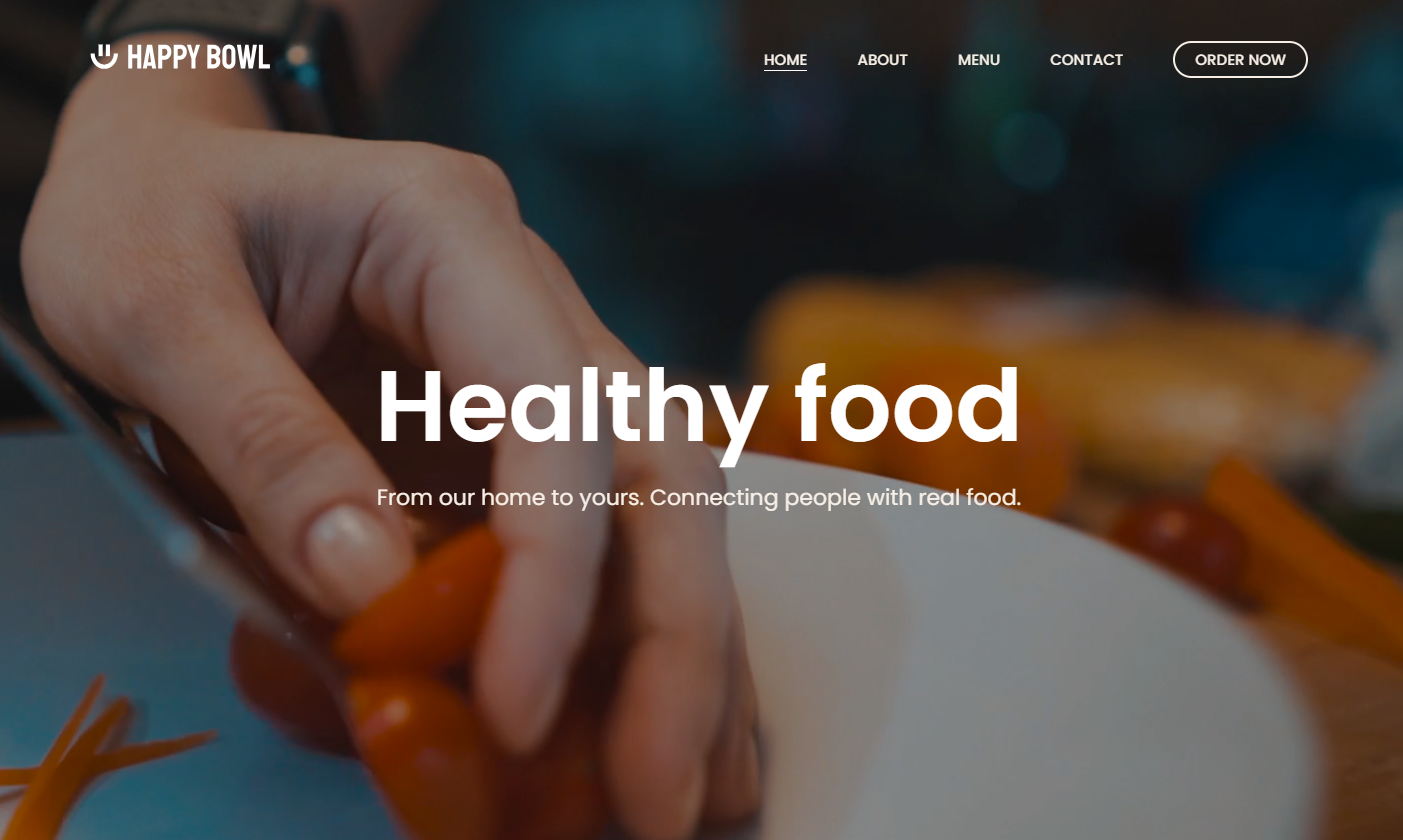 HAPPY BOWL
HOME ABOUT MENU CONTACT ORDER NOW
Healthy food
From our home to yours. Connecting people with real food.